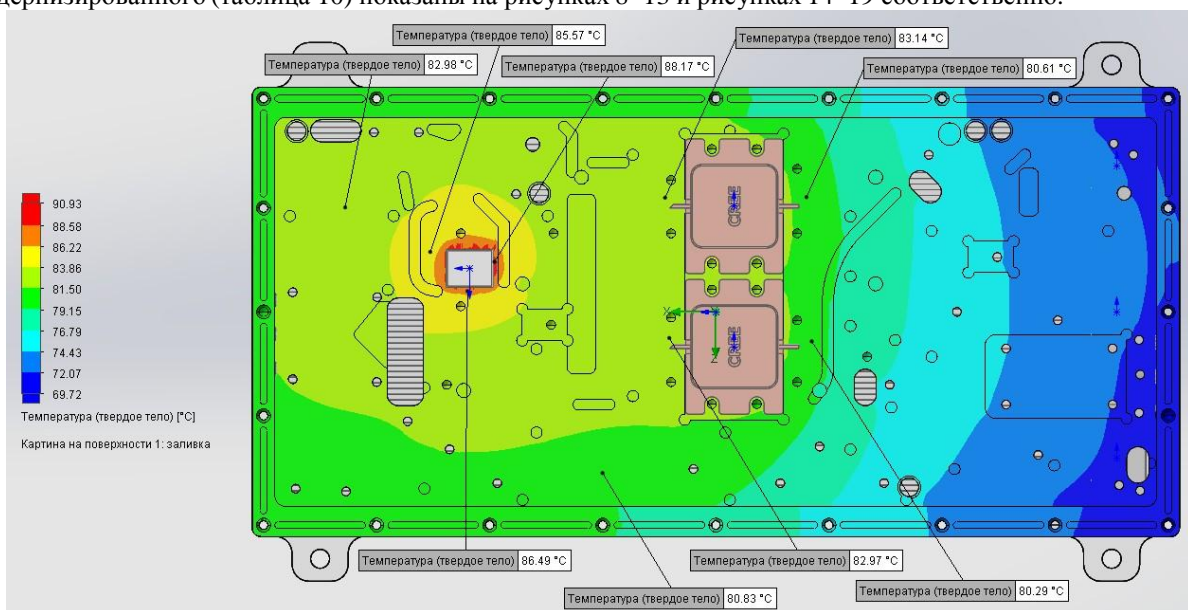 дернизированного (таблица 10) показаны на рисунках 8–13 и рисунках 14–19 соответственно.
Температура (твердое тело) 85.57 °C
Температура (твердое тело) 83.14 °C
Температура (твердое тело) 82.98 °C
Температура (твердое тело) 88.17 °C
Температура (твердое тело) 80.61 °C
90.93
88.58
86.22
83.86
81.50
79.15
76.79
74.43
72.07
69.72
Температура (твердое тело) [°C]
Картина на поверхности 1: заливка
CREE
CREE
X
Z
Температура (твердое тело) 86.49 °C
Температура (твердое тело) 82.97 °C
Температура (твердое тело) 80.83 °C
Температура (твердое тело) 80.29 °C